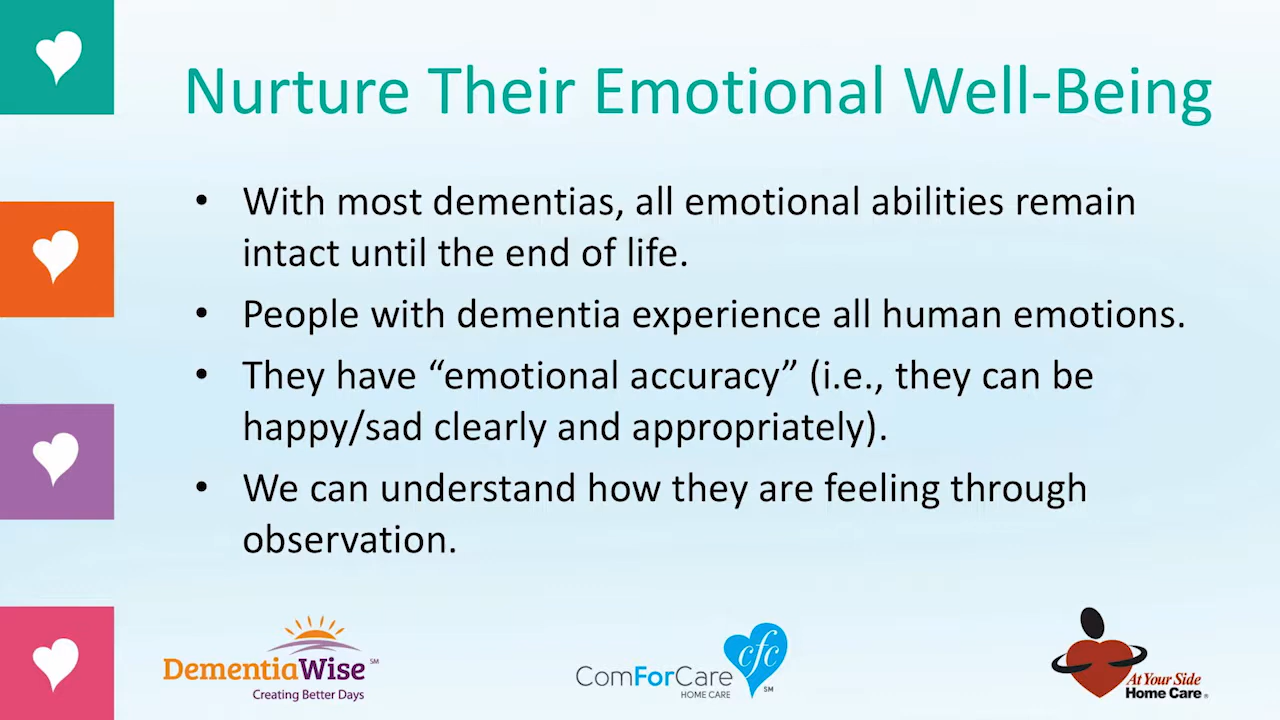 Nurture Their Emotional Well-Being
• With most dementias, all emotional abilities remain
intact until the end of life.
• People with dementia experience all human emotions.
• They have “emotional accuracy” (i.e., they can be
happy/sad clearly and appropriately).
• We can understand how they are feeling through
observation.
DementiaWise SM
Creating Better Days
ComForCare
HOME CARE
cfc SM
At Your Side
Home Care®